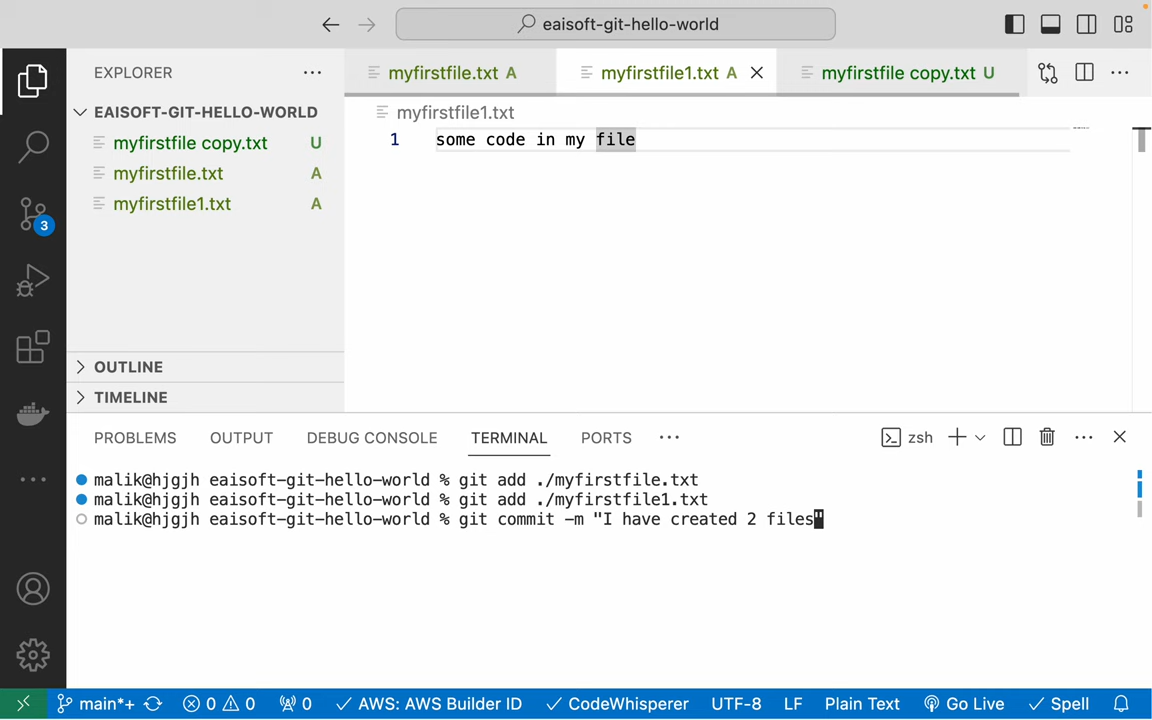 eaisoft-git-hello-world
EXPLORER
EAISOFT-GIT-HELLO-WORLD
myfirstfile copy.txt U
myfirstfile.txt A
myfirstfile1.txt A
3
OUTLINE
TIMELINE
myfirstfile.txt A
myfirstfile1.txt A
myfirstfile copy.txt U
myfirstfile1.txt
1 some code in my file
PROBLEMS OUTPUT DEBUG CONSOLE TERMINAL PORTS
zsh
malik@hjgjh eaisoft-git-hello-world % git add ./myfirstfile.txt
malik@hjgjh eaisoft-git-hello-world % git add ./myfirstfile1.txt
malik@hjgjh eaisoft-git-hello-world % git commit -m "I have created 2 files"
main*+ 0 0 0 AWS: AWS Builder ID CodeWhisperer UTF-8 LF Plain Text Go Live Spell